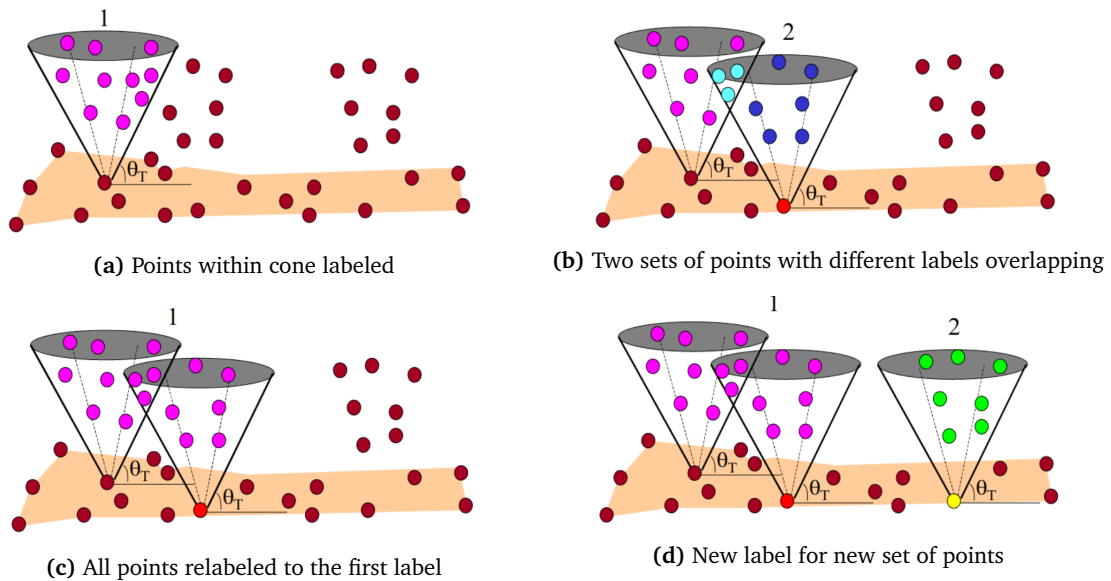 1
θT
(a) Points within cone labeled
2
θT
θT
(b) Two sets of points with different labels overlapping
1
θT
θT
(c) All points relabeled to the first label
1
2
θT
θT
θT
(d) New label for new set of points